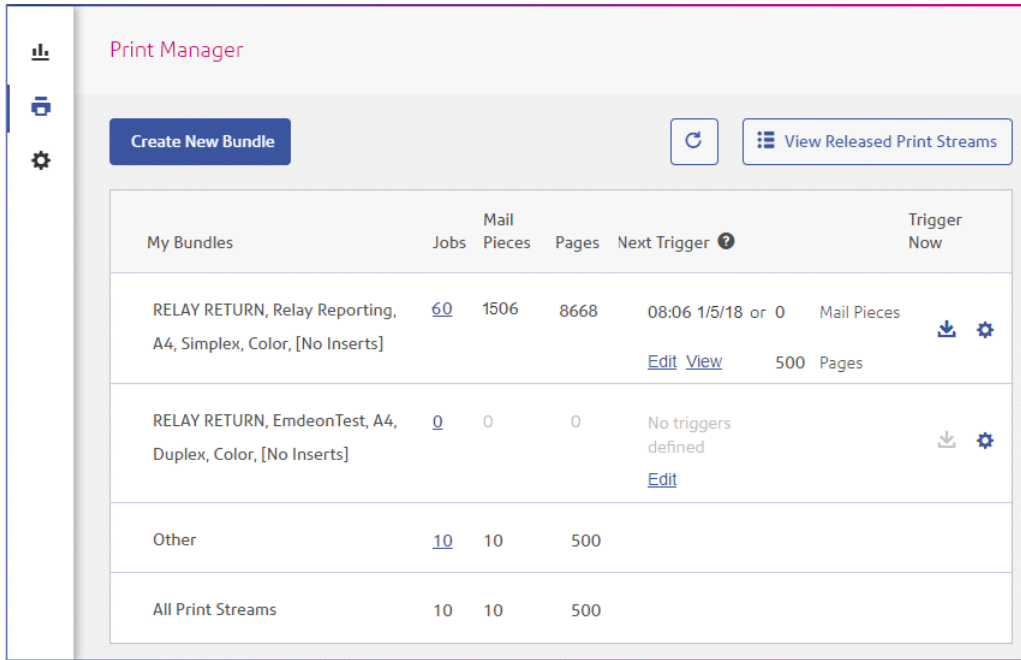 Print Manager
Create New Bundle
View Released Print Streams
My Bundles Jobs Mail Pieces Pages Next Trigger ? Trigger Now
RELAY RETURN, Relay Reporting, 60 1506 8668 08:06 1/5/18 or 0 Mail Pieces
A4, Simplex, Color, [No Inserts]
Edit View 500 Pages
RELAY RETURN, EmdeonTest, A4, 0 0 0 No triggers
Duplex, Color, [No Inserts] defined
Edit
Other 10 10 500
All Print Streams 10 10 500